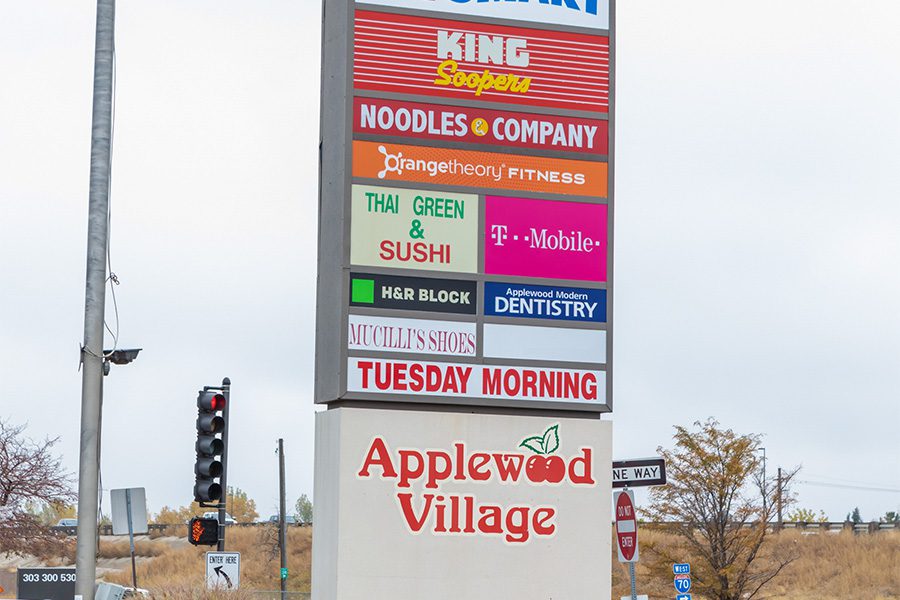 KING
Soopers
NOODLES & COMPANY
Orangetheory® FITNESS
THAI GREEN
&
SUSHI
T··Mobile·
H&R BLOCK
Applewood Modern
DENTISTRY
MUCILLI'S SHOES
TUESDAY MORNING
Applewood
Village
NE WAY
DO NOT
ENTER
WEST
70
ENTER HERE
303 300 530